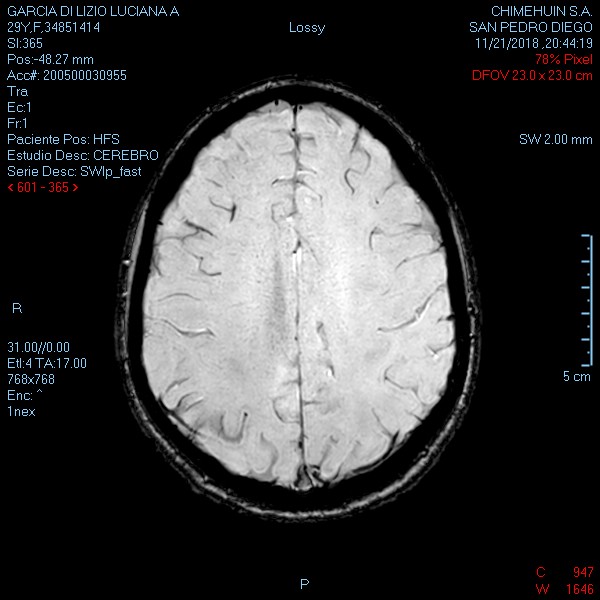 GARCIA DI LIZIO LUCIANA A
29Y,F,34851414
SI:365
Pos:-48.27 mm
Acc#: 200500030955
Tra
Ec:1
Fr:1
Paciente Pos: HFS
Estudio Desc: CEREBRO
Serie Desc: SWIp_fast
< 601 - 365 >
Lossy
CHIMEHUIN S.A.
SAN PEDRO DIEGO
11/21/2018 ,20:44:19
78% Pixel
DFOV 23.0 x 23.0 cm
SW 2.00 mm
R
31.00//0.00
Etl:4 TA:17.00
768x768
Enc: ^
1nex
5 cm
P
C 947
W 1646